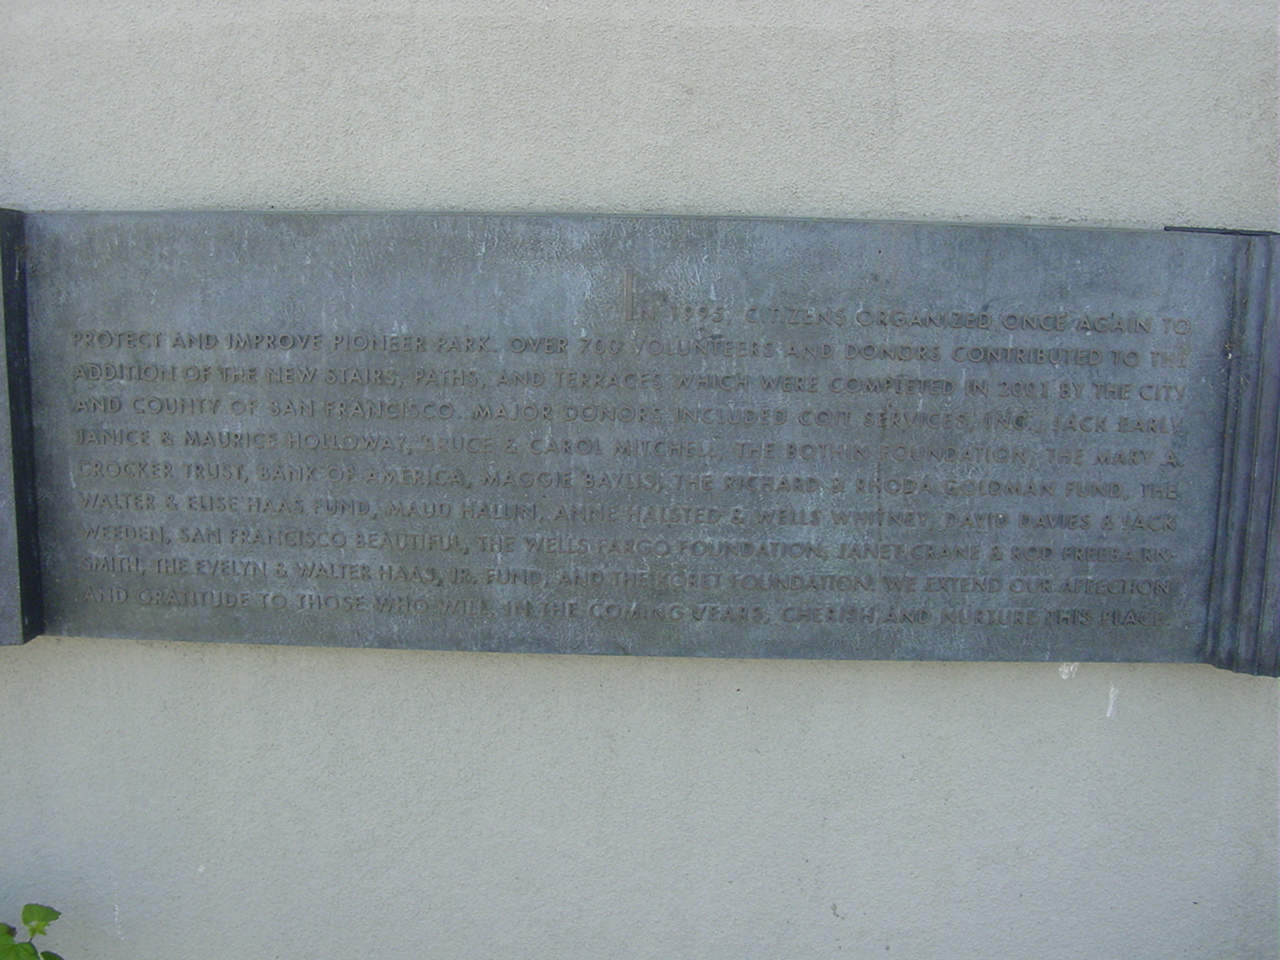 IN 1995, CITIZENS ORGANIZED ONCE AGAIN TO
PROTECT AND IMPROVE PIONEER PARK. OVER 700 VOLUNTEERS AND DONORS CONTRIBUTED TO THE
ADDITION OF THE NEW STAIRS, PATHS, AND TERRACES WHICH WERE COMPLETED IN 2001 BY THE CITY
AND COUNTY OF SAN FRANCISCO. MAJOR DONORS INCLUDED COIT SERVICES, INC., JACK EARLY,
JANICE & MAURICE HOLLOWAY, BRUCE & CAROL MITCHELL, THE BOTHIN FOUNDATION, THE MARY A.
CROCKER TRUST, BANK OF AMERICA, MAGGIE BAYLIS, THE RICHARD & RHODA GOLDMAN FUND, THE
WALTER & ELISE HAAS FUND, MAUD HALLIN, ANNE HALSTED & WELLS WHITNEY, DAVID DAVIES & JACK
WEEDEN, SAN FRANCISCO BEAUTIFUL, THE WELLS FARGO FOUNDATION, JANET CRANE & ROD FREEBAIRN-
SMITH, THE EVELYN & WALTER HAAS, JR. FUND, AND THE KORET FOUNDATION. WE EXTEND OUR AFFECTION
AND GRATITUDE TO THOSE WHO WILL, IN THE COMING YEARS, CHERISH AND NURTURE THIS PLACE.